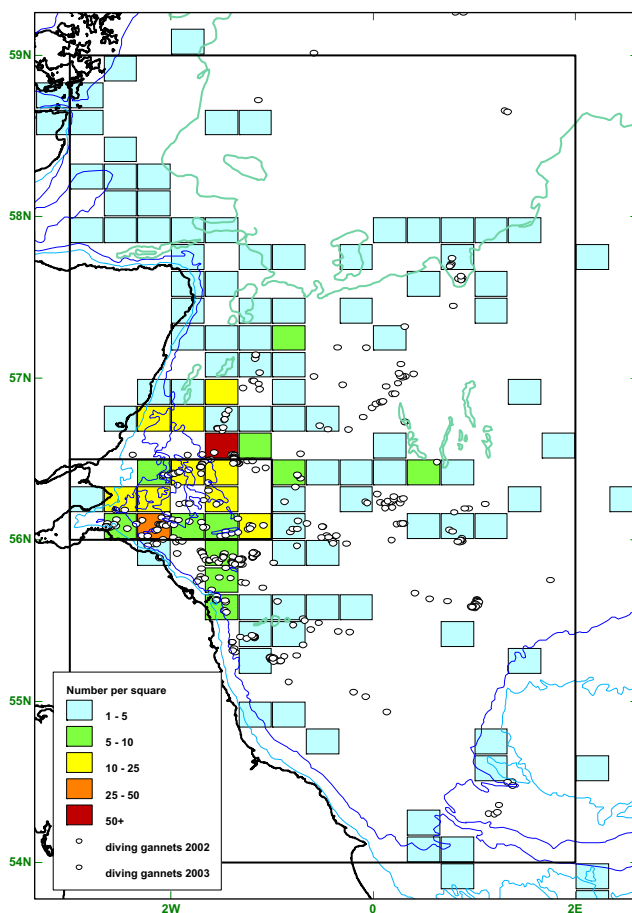 59N
58N
57N
56N
55N
54N
Number per square
1 - 5
5 - 10
10 - 25
25 - 50
50+
diving gannets 2002
diving gannets 2003
2W
0
2E